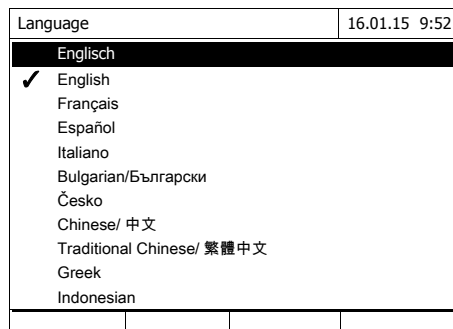 Language 16.01.15 9:52
Englisch
✓ English
Français
Español
Italiano
Bulgarian/Български
Česko
Chinese/ 中文
Traditional Chinese/ 繁體中文
Greek
Indonesian